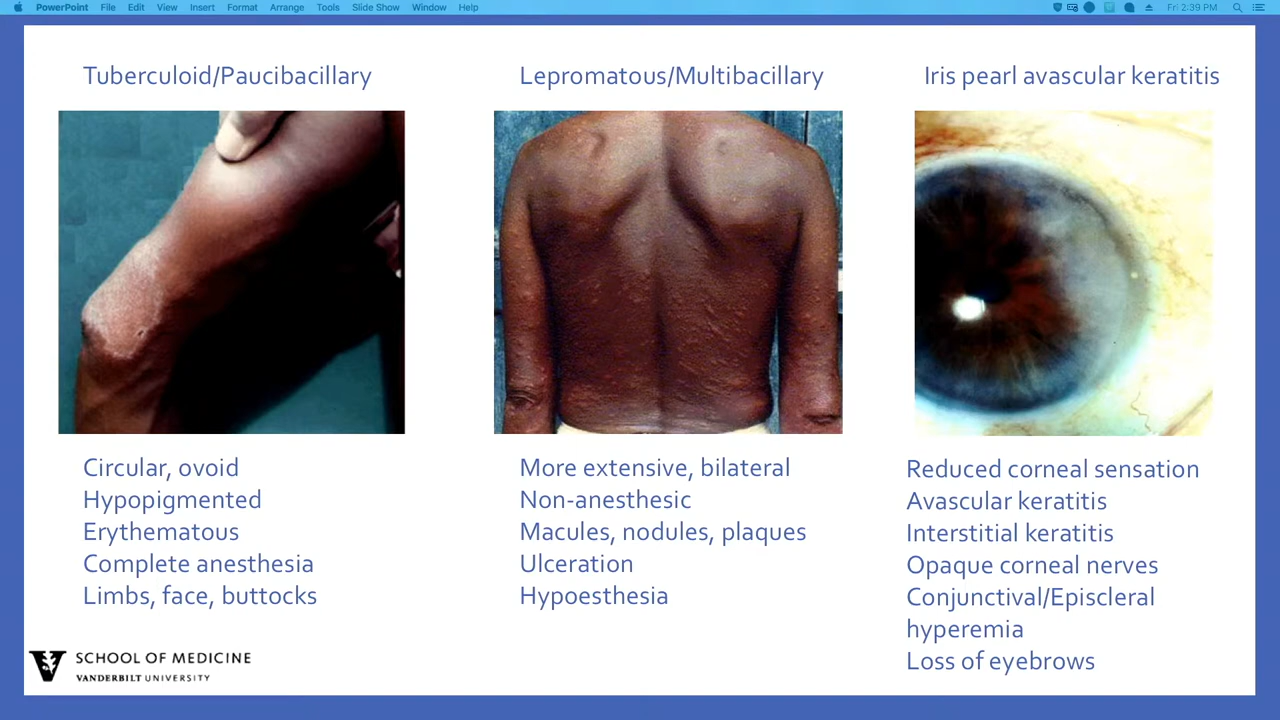 PowerPoint File Edit View Insert Format Arrange Tools Slide Show Window Help Fri 2:39 PM
Tuberculoid/Paucibacillary
Lepromatous/Multibacillary
Iris pearl avascular keratitis
Circular, ovoid
Hypopigmented
Erythematous
Complete anesthesia
Limbs, face, buttocks
More extensive, bilateral
Non-anesthesic
Macules, nodules, plaques
Ulceration
Hypoesthesia
Reduced corneal sensation
Avascular keratitis
Interstitial keratitis
Opaque corneal nerves
Conjunctival/Episcleral
hyperemia
Loss of eyebrows
V SCHOOL OF MEDICINE
VANDERBILT UNIVERSITY